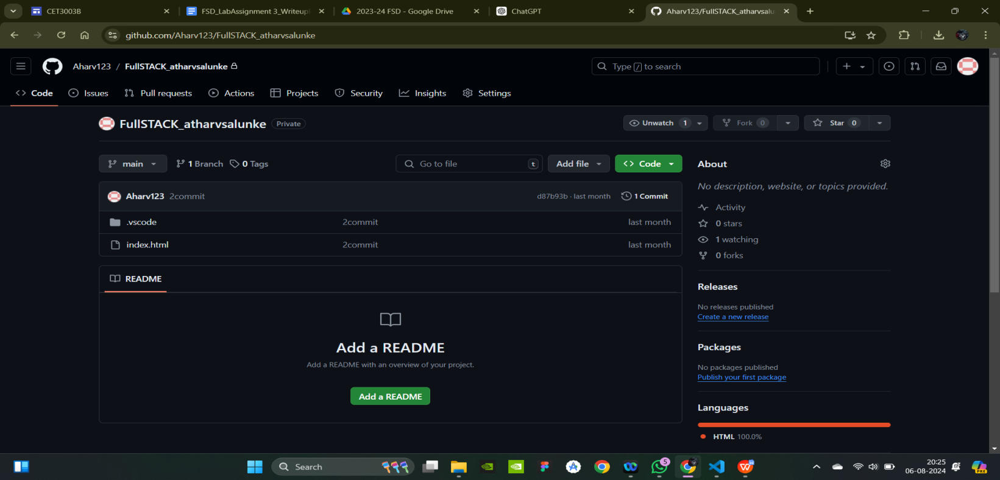 CET3003B
FSD_LabAssignment 3_Writeup
2023-24 FSD - Google Drive
ChatGPT
Aharv123/FullSTACK_atharvsalu
github.com/Aharv123/FullSTACK_atharvsalunke
Aharv123 / FullSTACK_atharvsalunke
Type / to search
Code
Issues
Pull requests
Actions
Projects
Security
Insights
Settings
FullSTACK_atharvsalunke Private
Unwatch 1
Fork 0
Star 0
main
1 Branch
0 Tags
Go to file t
Add file
Code
Aharv123 2commit
d87b93b · last month
1 Commit
.vscode 2commit last month
index.html 2commit last month
README
Add a README
Add a README with an overview of your project.
Add a README
About
No description, website, or topics provided.
Activity
0 stars
1 watching
0 forks
Releases
No releases published
Create a new release
Packages
No packages published
Publish your first package
Languages
HTML 100.0%
Search
5
PRE
20:25
06-08-2024